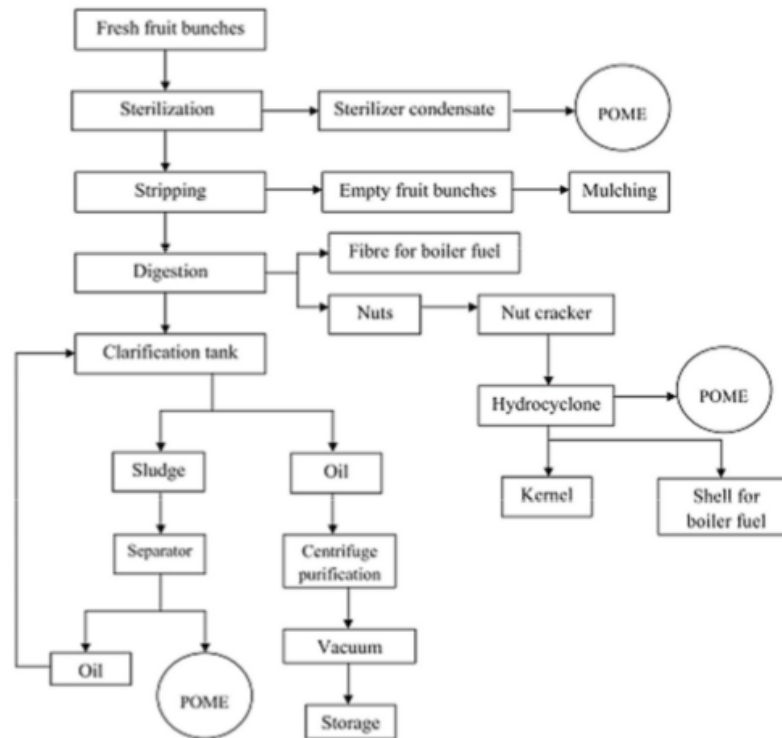 Fresh fruit bunches
Sterilization
Sterilizer condensate
POME
Stripping
Empty fruit bunches
Mulching
Digestion
Fibre for boiler fuel
Nuts
Nut cracker
Clarification tank
Hydrocyclone
POME
Sludge
Oil
Kernel
Shell for
boiler fuel
Separator
Centrifuge
purification
Oil
POME
Vacuum
Storage